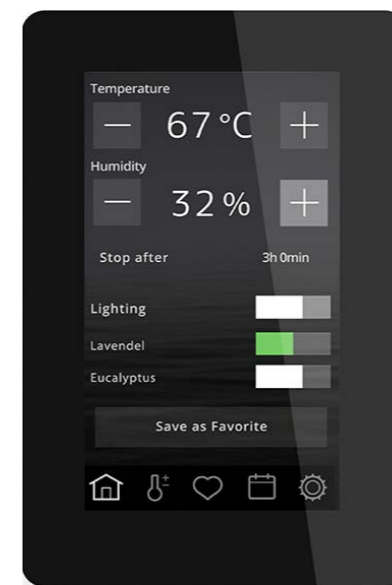 Temperature
67 °C
Humidity
32 %
Stop after 3h 0min
Lighting
Lavendel
Eucalyptus
Save as Favorite